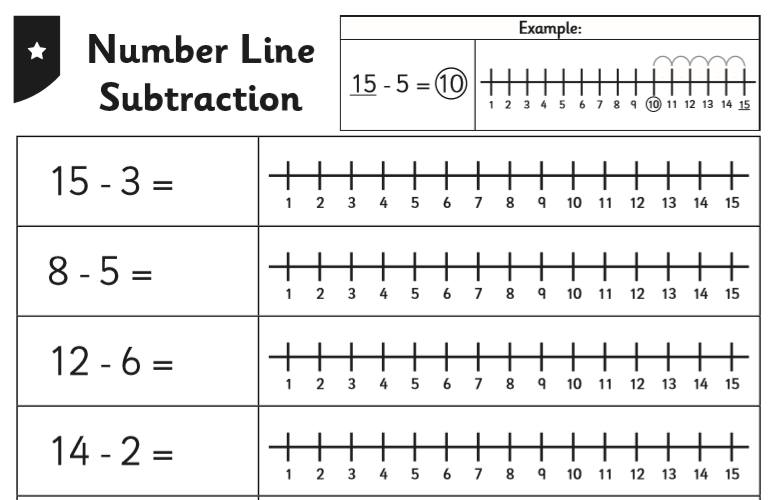 Number Line
Subtraction
Example:
15 - 5 = 10
1 2 3 4 5 6 7 8 9 10 11 12 13 14 15
15 - 3 =
1 2 3 4 5 6 7 8 9 10 11 12 13 14 15
8 - 5 =
1 2 3 4 5 6 7 8 9 10 11 12 13 14 15
12 - 6 =
1 2 3 4 5 6 7 8 9 10 11 12 13 14 15
14 - 2 =
1 2 3 4 5 6 7 8 9 10 11 12 13 14 15